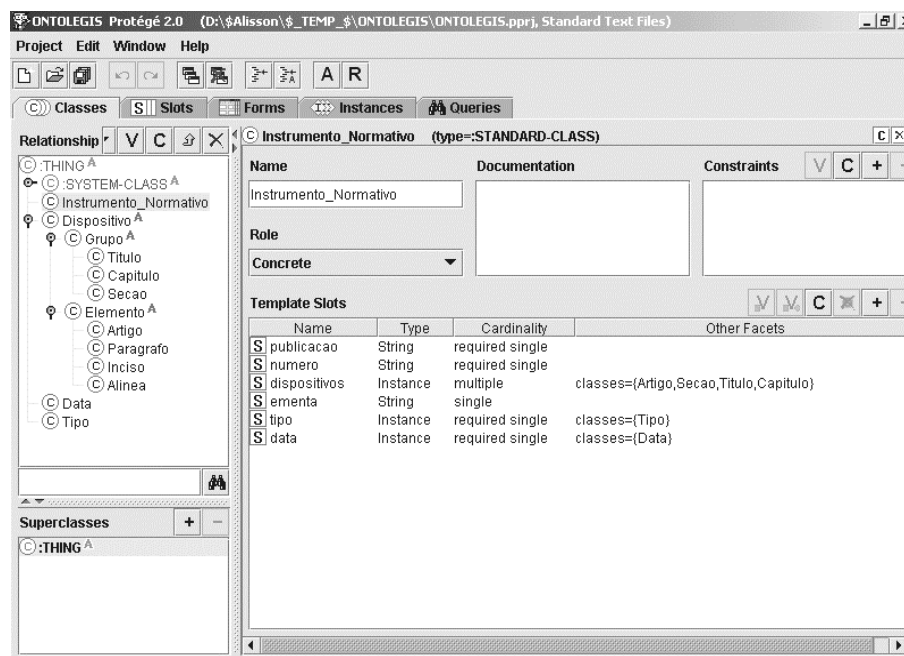 ONTOLEGIS Protégé 2.0 (D:\$Alisson\$_TEMP_$\ONTOLEGIS\ONTOLEGIS.pprj, Standard Text Files)
Project Edit Window Help
A R
C Classes S Slots Forms Instances Queries
Relationship V C
C :THING A
C :SYSTEM-CLASS A
C Instrumento_Normativo
C Dispositivo A
C Grupo A
C Titulo
C Capitulo
C Secao
C Elemento A
C Artigo
C Paragrafo
C Inciso
C Alinea
C Data
C Tipo
Superclasses + -
C :THING A
C Instrumento_Normativo (type=:STANDARD-CLASS) C X
Name Documentation Constraints V C + -
Instrumento_Normativo
Role
Concrete
Template Slots V V C + -
Name Type Cardinality Other Facets
S publicacao String required single
S numero String required single
S dispositivos Instance multiple classes={Artigo,Secao,Titulo,Capitulo}
S ementa String single
S tipo Instance required single classes={Tipo}
S data Instance required single classes={Data}